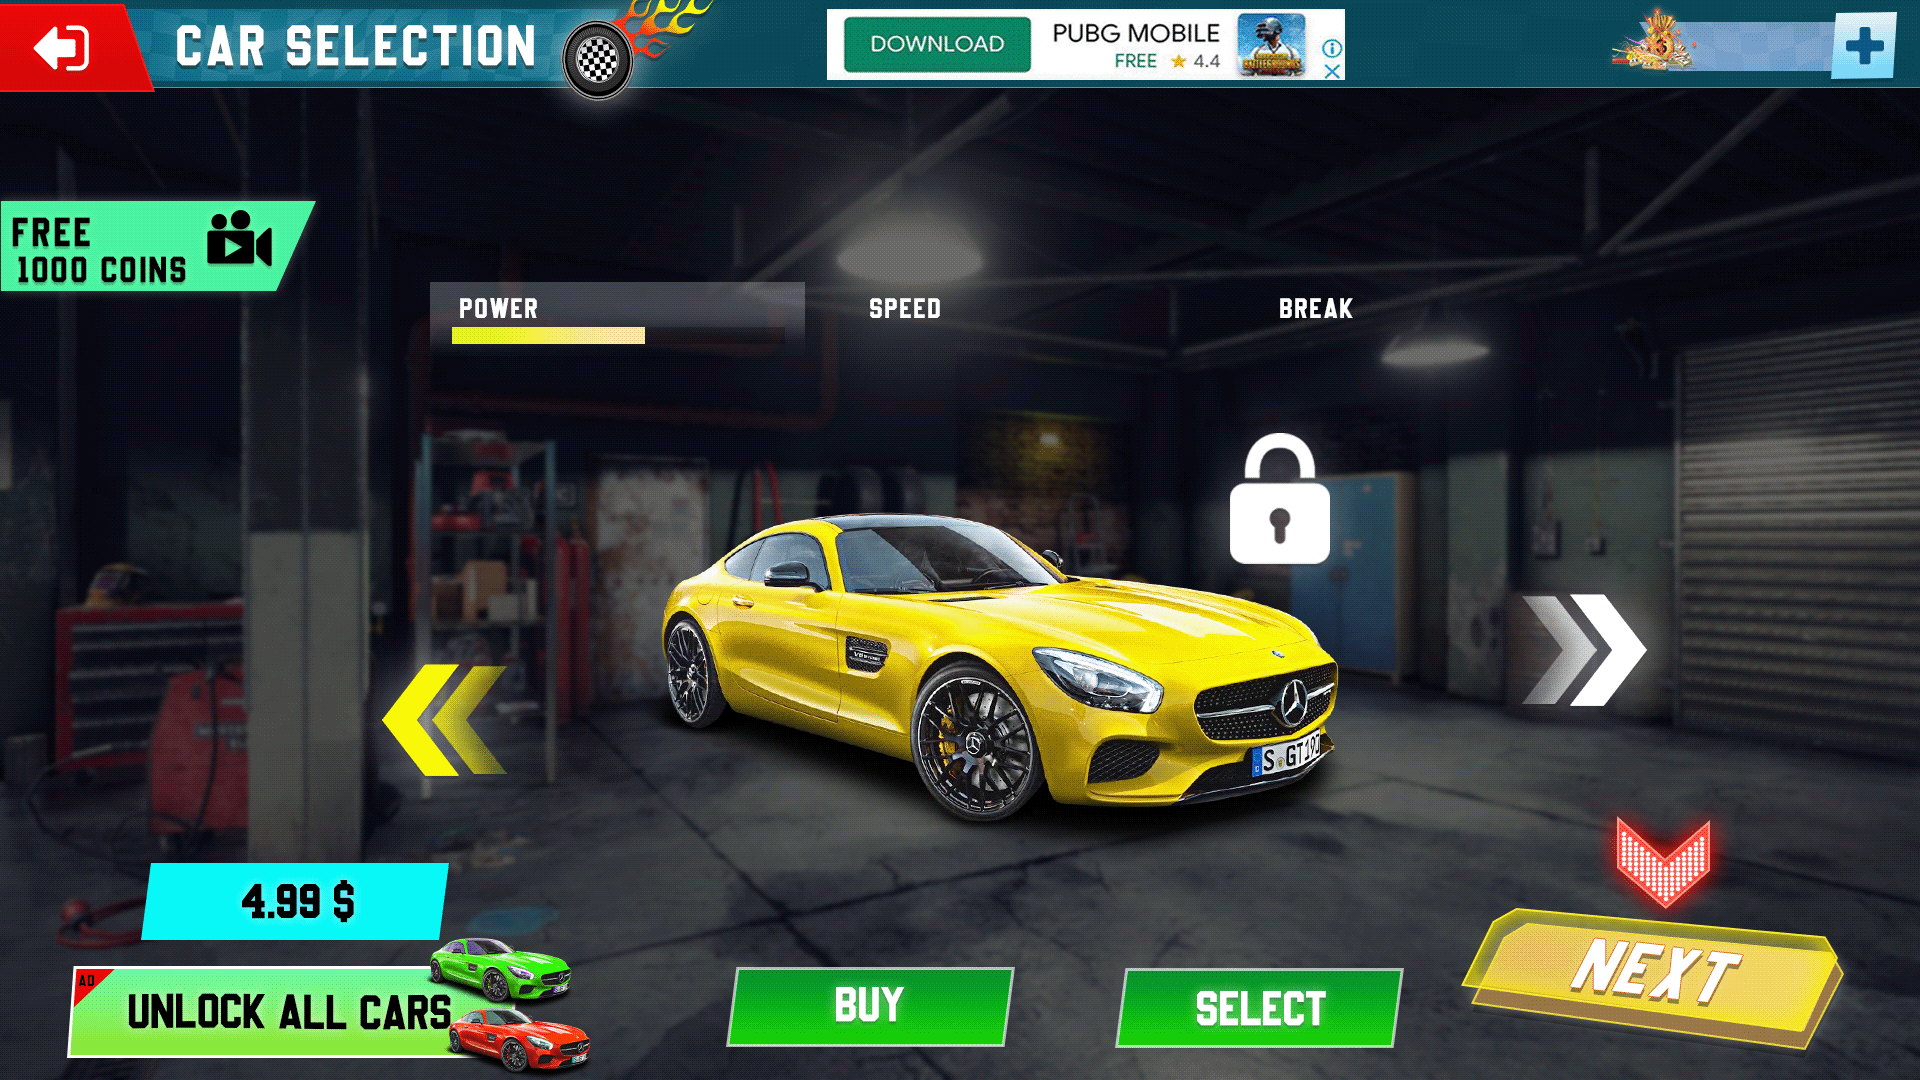 CAR SELECTION
DOWNLOAD
PUBG MOBILE
FREE ★ 4.4
FREE
1000 COINS
POWER
SPEED
BREAK
4.99 $
AD
UNLOCK ALL CARS
BUY
SELECT
NEXT